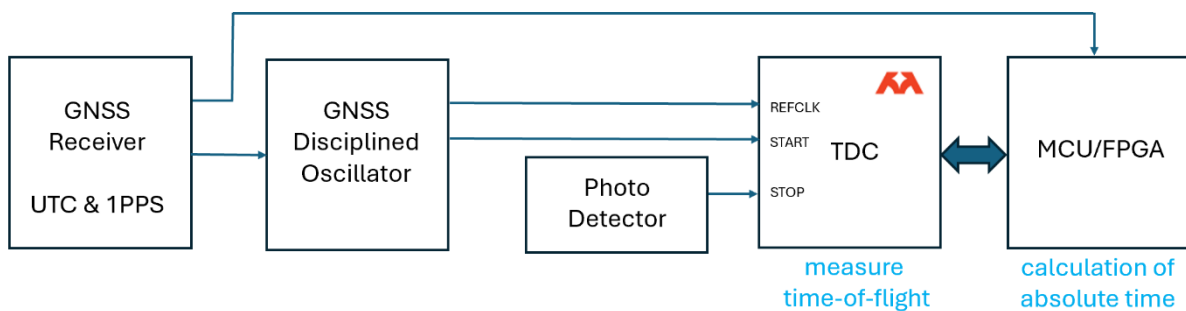 GNSS
Receiver
UTC & 1PPS
GNSS
Disciplined
Oscillator
Photo
Detector
REFCLK
START
STOP
TDC
MCU/FPGA
measure
time-of-flight
calculation of
absolute time